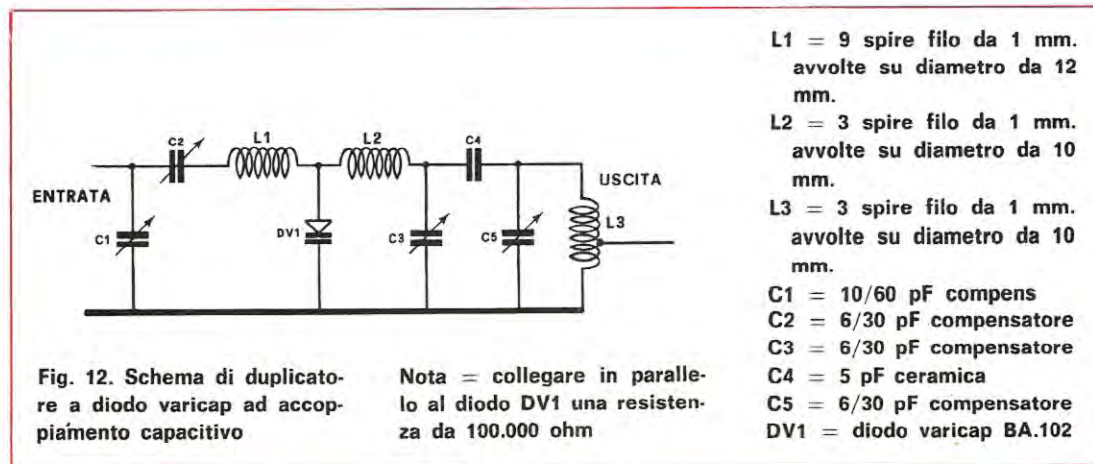 C2
L1
L2
C4
ENTRATA
USCITA
C1
DV1
C3
C5
L3
Fig. 12. Schema di duplicato-
re a diodo varicap ad accop-
piamento capacitivo
Nota = collegare in paralle-
lo al diodo DV1 una resisten-
za da 100.000 ohm
L1 = 9 spire filo da 1 mm.
avvolte su diametro da 12
mm.
L2 = 3 spire filo da 1 mm.
avvolte su diametro da 10
mm.
L3 = 3 spire filo da 1 mm.
avvolte su diametro da 10
mm.
C1 = 10/60 pF compens
C2 = 6/30 pF compensatore
C3 = 6/30 pF compensatore
C4 = 5 pF ceramica
C5 = 6/30 pF compensatore
DV1 = diodo varicap BA.102